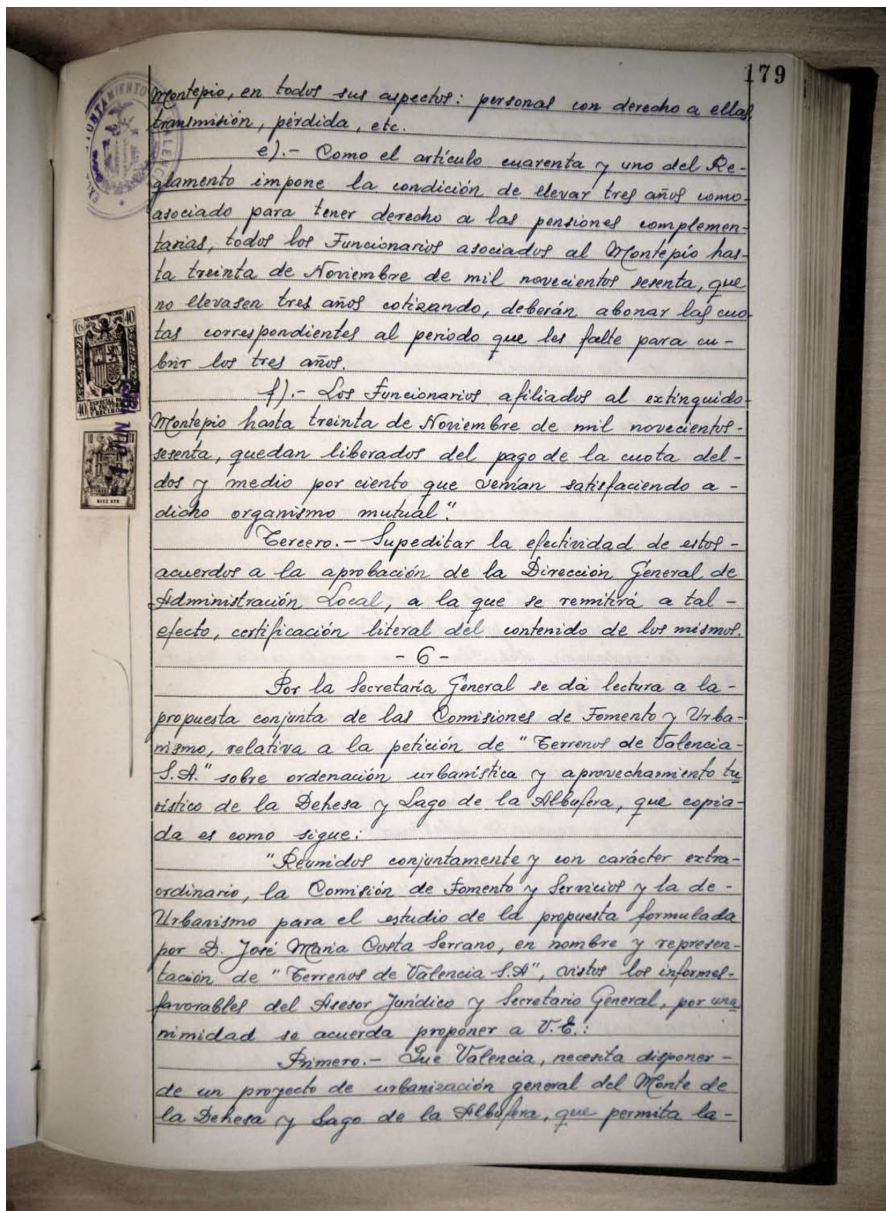 179
Montepío, en todos sus aspectos: personas con derecho a ellas,
transmisión, pérdida, etc.
e).- Como el artículo cuarenta y uno del Re-
glamento impone la condición de llevar tres años como-
asociado para tener derecho a las pensiones complemen-
tarias, todos los Funcionarios asociados al Montepío has-
ta treinta de Noviembre de mil novecientos sesenta, que
no llevasen tres años cotizando, deberán abonar las cuo-
tas correspondientes al periodo que les falte para cu-
brir los tres años.
f).- Los Funcionarios afiliados al extinguido-
Montepío hasta treinta de Noviembre de mil novecientos-
sesenta, quedan liberados del pago de la cuota del-
dos y medio por ciento que venían satisfaciendo a-
dicho organismo mutual".
Tercero.- Supeditar la efectividad de estos-
acuerdos a la aprobación de la Dirección General de
Administración Local, a la que se remitirá a tal-
efecto, certificación literal del contenido de los mismos.
-6-
Por la Secretaría General se dá lectura a la-
propuesta conjunta de las Comisiones de Fomento y Urba-
nismo, relativa a la petición de "Terrenos de Valencia-
S.A." sobre ordenación urbanística y aprovechamiento tu
rístico de la Dehesa y Lago de la Albufera, que copia-
da es como sigue:
"Reunidos conjuntamente y con carácter extra-
ordinario, la Comisión de Fomento y Servicios y la de-
Urbanismo para el estudio de la propuesta formulada
por D. José María Costa Serrano, en nombre y represen-
tación de "Terrenos de Valencia S.A", vistos los informes-
favorables del Asesor Jurídico y Secretario General, por una
nimidad se acuerda proponer a V.E.:
Primero.- Que Valencia, necesita disponer-
de un proyecto de urbanización general del Monte de
la Dehesa y Lago de la Albufera, que permita la-